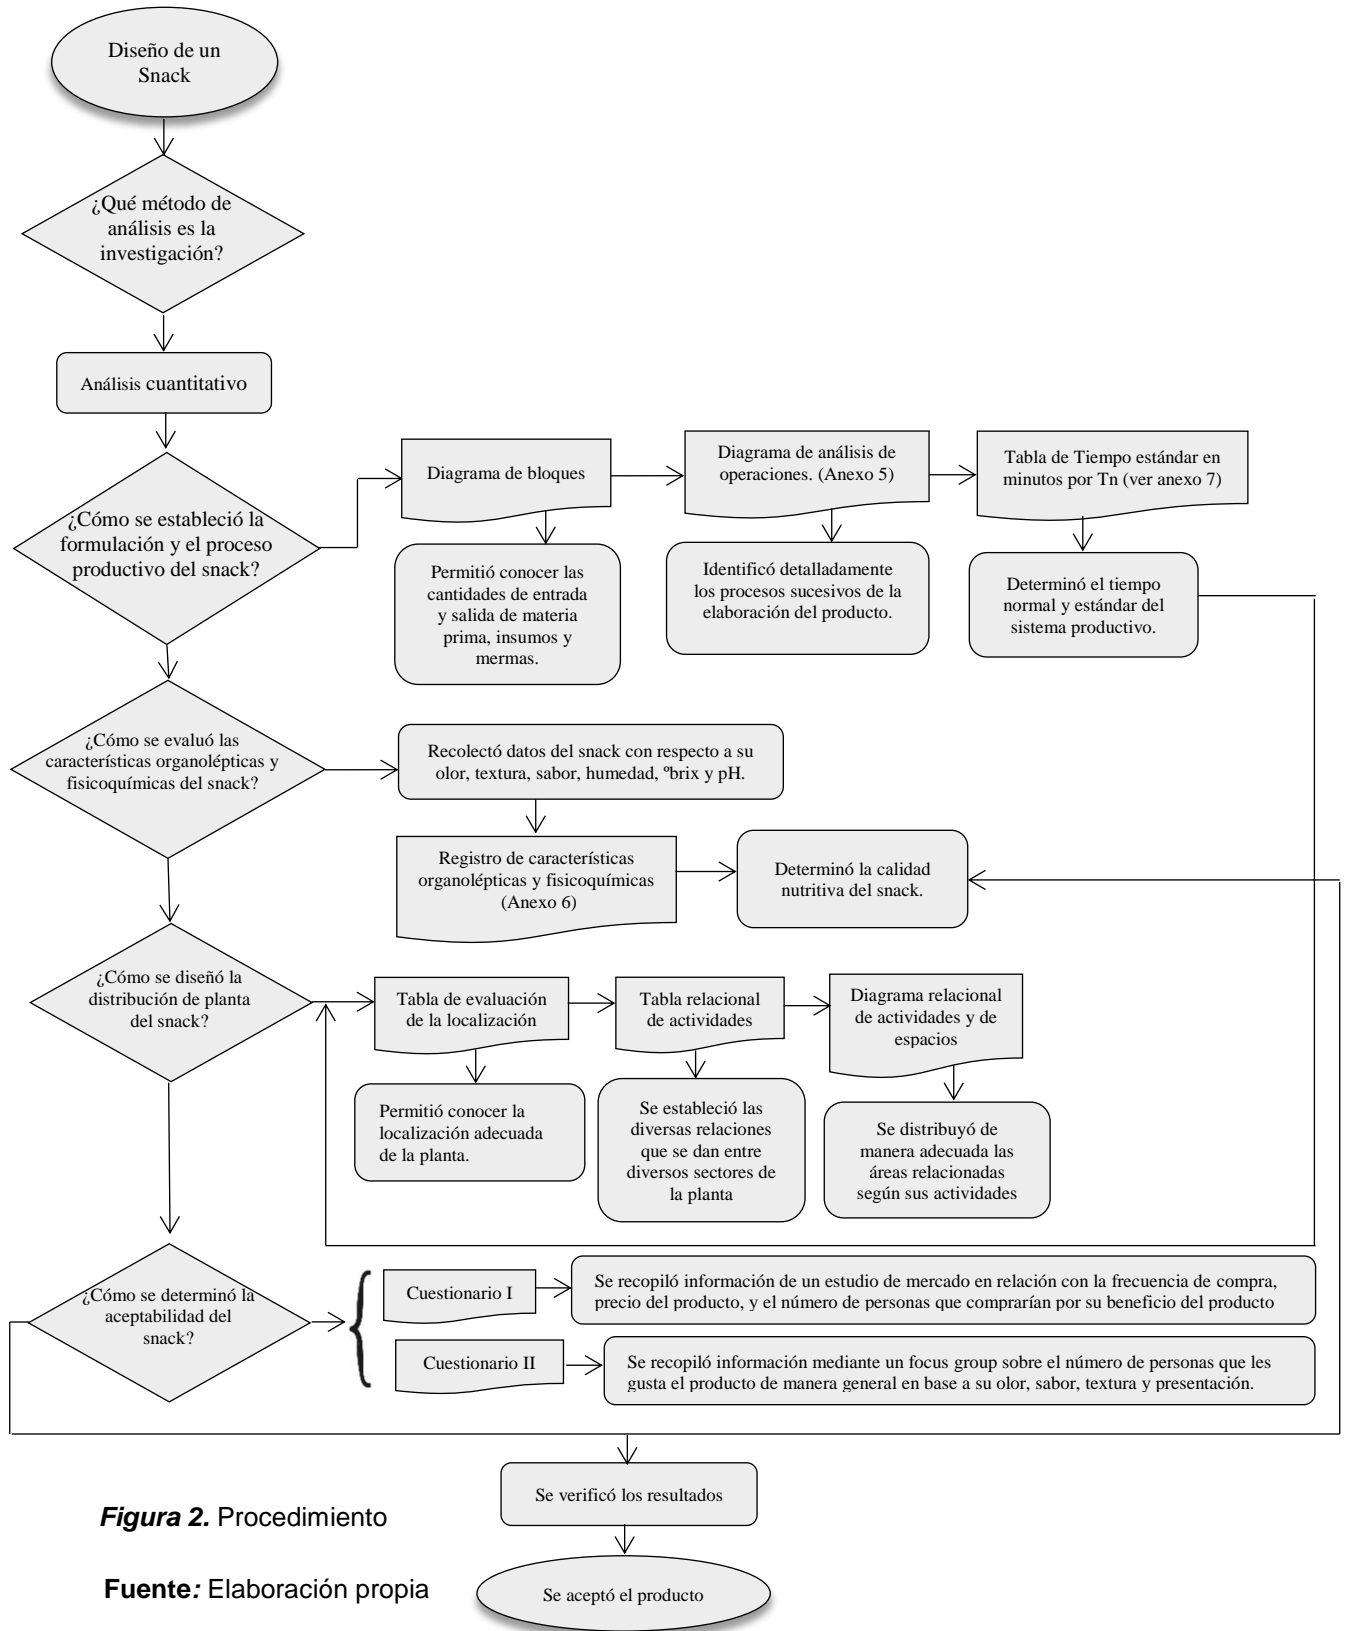 Diseño de un
Snack
¿Qué método de
análisis es la
investigación?
Análisis cuantitativo
¿Cómo se estableció la
formulación y el proceso
productivo del snack?
Diagrama de bloques
Diagrama de análisis de
operaciones. (Anexo 5)
Tabla de Tiempo estándar en
minutos por Tn (ver anexo 7)
Permitió conocer las
cantidades de entrada
y salida de materia
prima, insumos y
mermas.
Identificó detalladamente
los procesos sucesivos de la
elaboración del producto.
Determinó el tiempo
normal y estándar del
sistema productivo.
¿Cómo se evaluó las
características organolépticas y
fisicoquímicas del snack?
Recolectó datos del snack con respecto a su
olor, textura, sabor, humedad, ºbrix y pH.
Registro de características
organolépticas y fisicoquímicas
(Anexo 6)
Determinó la calidad
nutritiva del snack.
¿Cómo se diseñó la
distribución de planta
del snack?
Tabla de evaluación
de la localización
Tabla relacional
de actividades
Diagrama relacional
de actividades y de
espacios
Permitió conocer la
localización adecuada
de la planta.
Se estableció las
diversas relaciones
que se dan entre
diversos sectores de
la planta
Se distribuyó de
manera adecuada las
áreas relacionadas
según sus actividades
¿Cómo se determinó la
aceptabilidad del
snack?
Cuestionario I
Se recopiló información de un estudio de mercado en relación con la frecuencia de compra,
precio del producto, y el número de personas que comprarían por su beneficio del producto
Cuestionario II
Se recopiló información mediante un focus group sobre el número de personas que les
gusta el producto de manera general en base a su olor, sabor, textura y presentación.
Se verificó los resultados
Se aceptó el producto
Figura 2. Procedimiento
Fuente: Elaboración propia